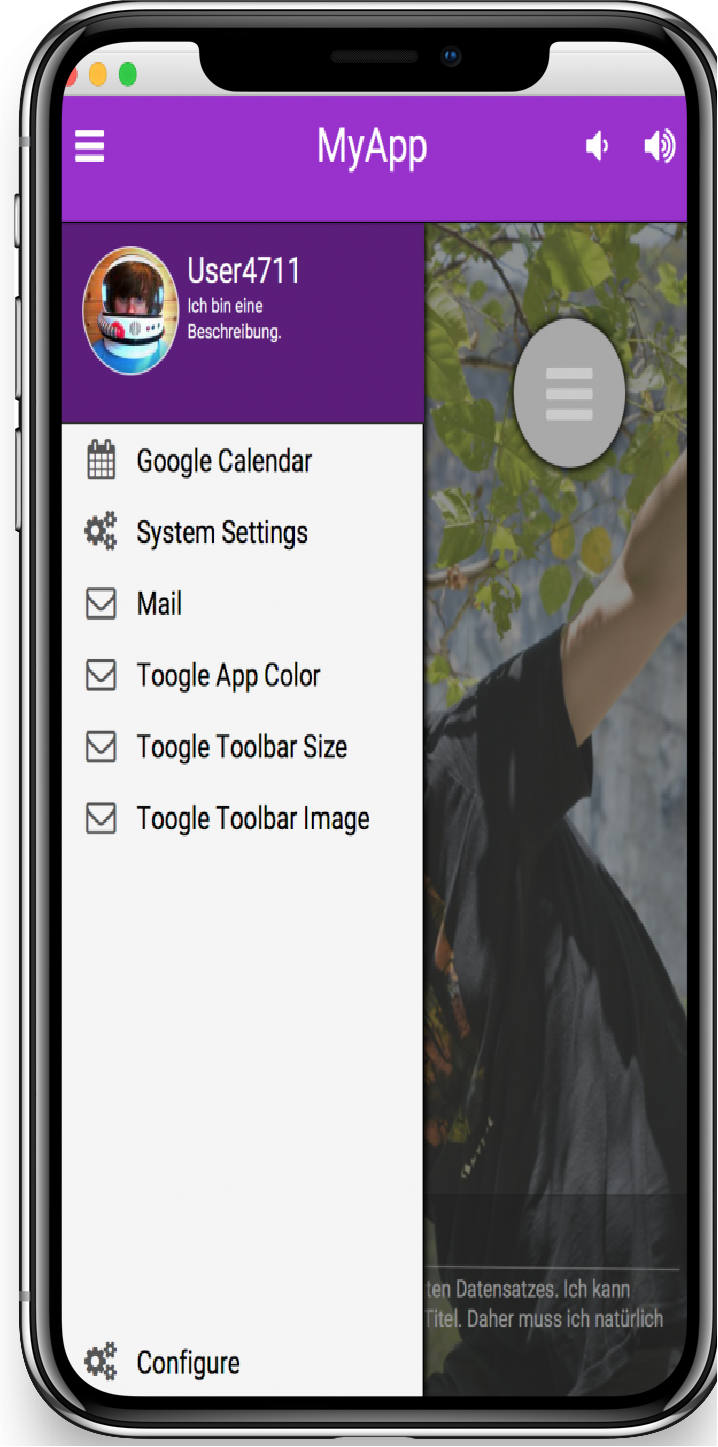 MyApp
User4711
Ich bin eine
Beschreibung.
Google Calendar
System Settings
Mail
Toogle App Color
Toogle Toolbar Size
Toogle Toolbar Image
ten Datensatzes. Ich kann
Titel. Daher muss ich natürlich
Configure